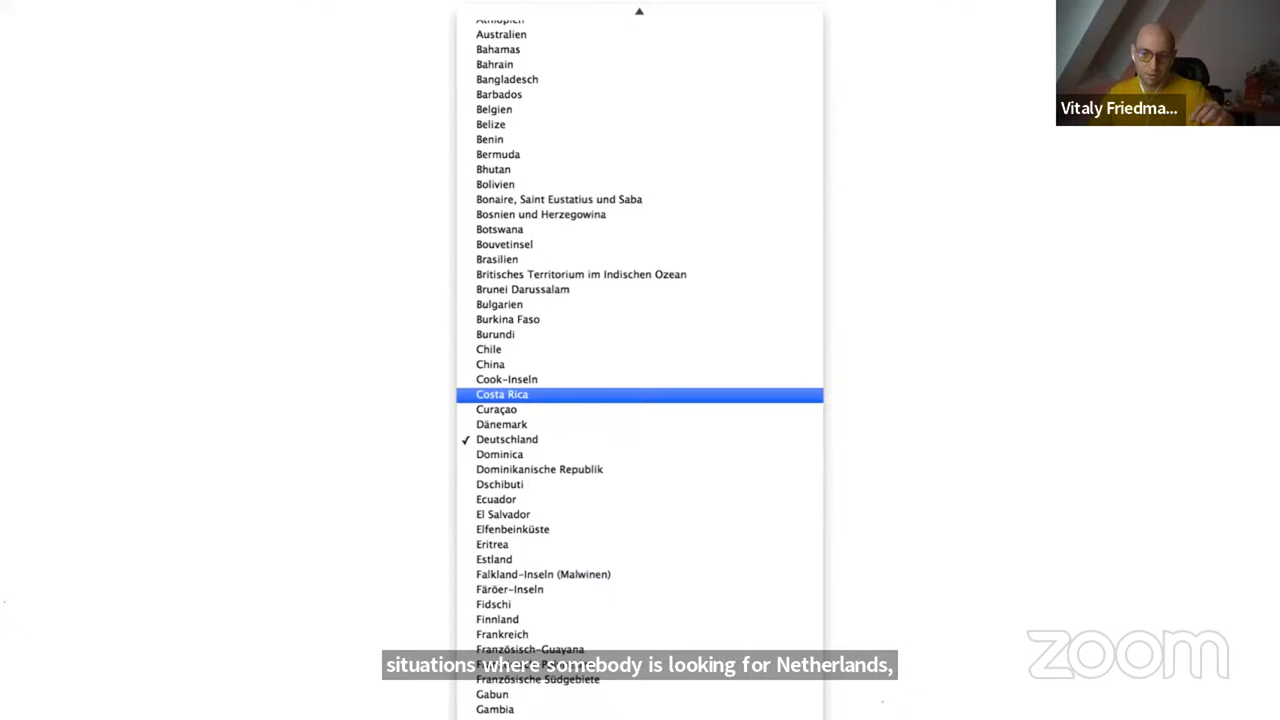 Äthiopien
Australien
Bahamas
Bahrain
Bangladesch
Barbados
Belgien
Belize
Benin
Bermuda
Bhutan
Bolivien
Bonaire, Saint Eustatius und Saba
Bosnien und Herzegowina
Botswana
Bouvetinsel
Brasilien
Britisches Territorium im Indischen Ozean
Brunei Darussalam
Bulgarien
Burkina Faso
Burundi
Chile
China
Cook-Inseln
Costa Rica
Curaçao
Dänemark
✓ Deutschland
Dominica
Dominikanische Republik
Dschibuti
Ecuador
El Salvador
Elfenbeinküste
Eritrea
Estland
Falkland-Inseln (Malwinen)
Färöer-Inseln
Fidschi
Finnland
Frankreich
Französisch-Guayana
situations where somebody is looking for Netherlands,
Französische Südgebiete
Gabun
Gambia
Vitaly Friedma...
zoom